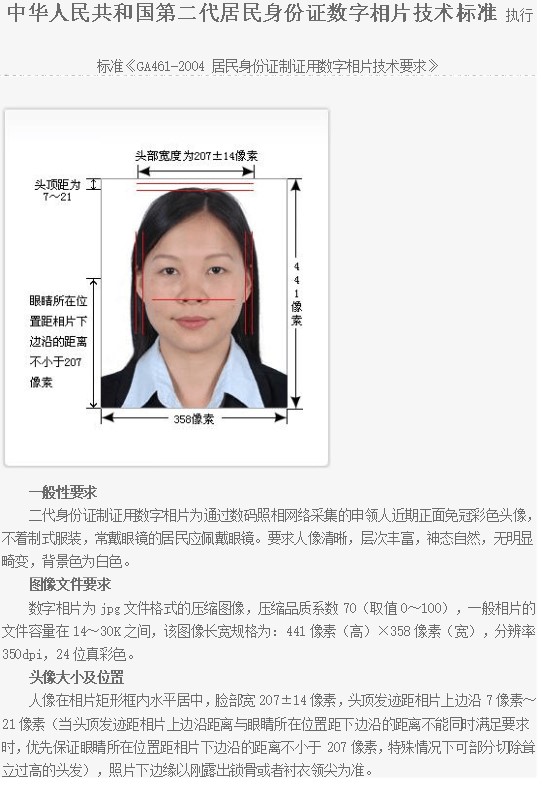 中华人民共和国第二代居民身份证数字相片技术标准 执行
标准《GA461-2004 居民身份证制证用数字相片技术要求》
头部宽度为207±14像素
头顶距为
7～21
441像素
眼睛所在位
置距相片下
边沿的距离
不小于207
像素
358像素
一般性要求
二代身份证制证用数字相片为通过数码照相网络采集的申领人近期正面免冠彩色头像，
不着制式服装，常戴眼镜的居民应佩戴眼镜。要求人像清晰，层次丰富，神态自然，无明显
畸变，背景色为白色。
图像文件要求
数字相片为 jpg 文件格式的压缩图像，压缩品质系数 70（取值 0～100），一般相片的
文件容量在 14～30K 之间，该图像长宽规格为：441 像素（高）×358 像素（宽），分辨率
350dpi，24 位真彩色。
头像大小及位置
人像在相片矩形框内水平居中，脸部宽 207±14 像素，头顶发迹距相片上边沿 7 像素～
21 像素（当头顶发迹距相片上边沿距离与眼睛所在位置距下边沿的距离不能同时满足要求
时，优先保证眼睛所在位置距相片下边沿的距离不小于 207 像素，特殊情况下可部分切除耸
立过高的头发），照片下边缘以刚露出锁骨或者衬衣领尖为准。